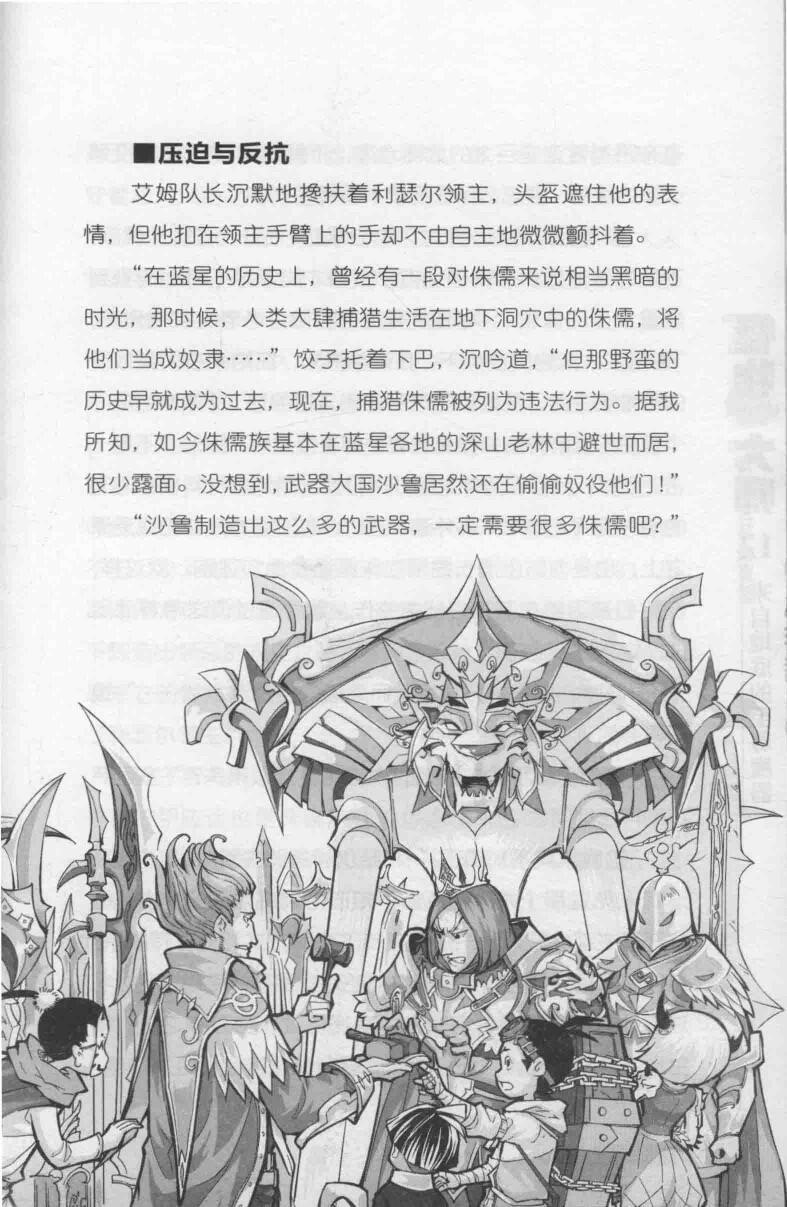 ■压迫与反抗
艾姆队长沉默地搀扶着利瑟尔领主，头盔遮住他的表
情，但他扣在领主手臂上的手却不由自主地微微颤抖着。
“在蓝星的历史上，曾经有一段对侏儒来说相当黑暗的
时光，那时候，人类大肆捕猎生活在地下洞穴中的侏儒，将
他们当成奴隶……”饺子托着下巴，沉吟道，“但那野蛮的
历史早就成为过去，现在，捕猎侏儒被列为违法行为。据我
所知，如今侏儒族基本在蓝星各地的深山老林中避世而居，
很少露面。没想到，武器大国沙鲁居然还在偷偷奴役他们！”
“沙鲁制造出这么多的武器，一定需要很多侏儒吧？”